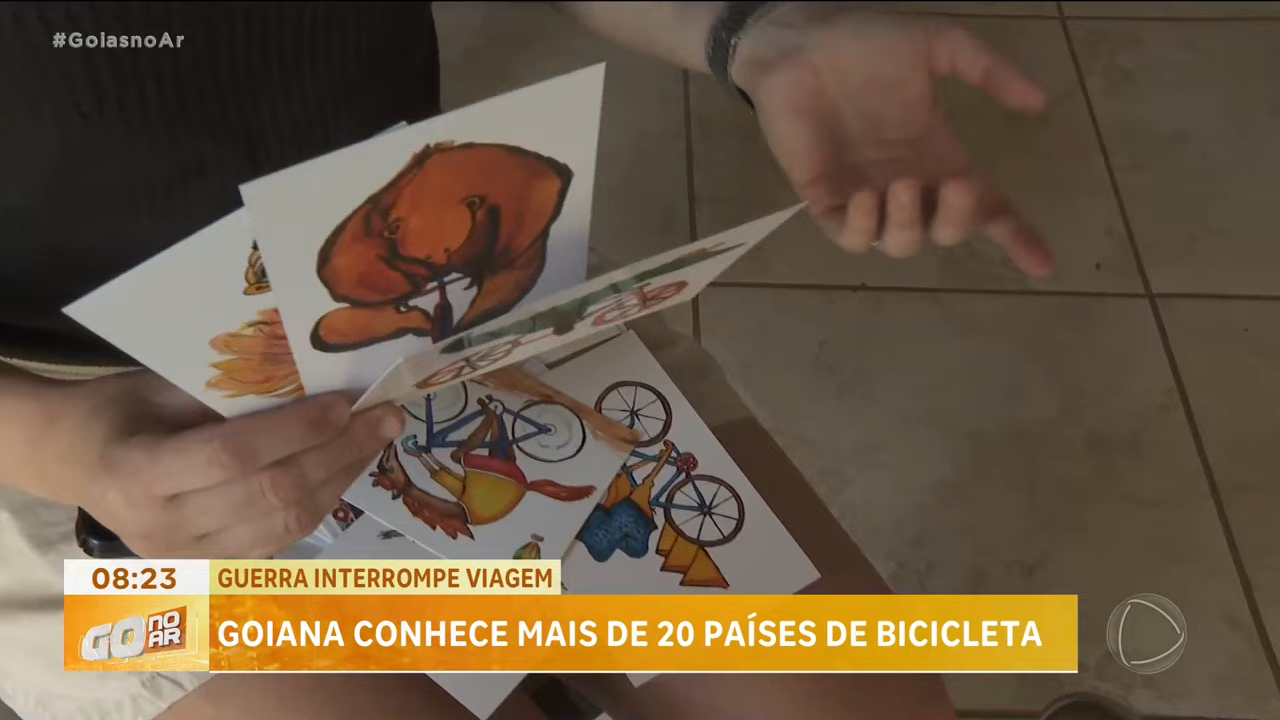 #GoiasnoAr
08:23
GUERRA INTERROMPE VIAGEM
GO NO AR
GOIANA CONHECE MAIS DE 20 PAÍSES DE BICICLETA